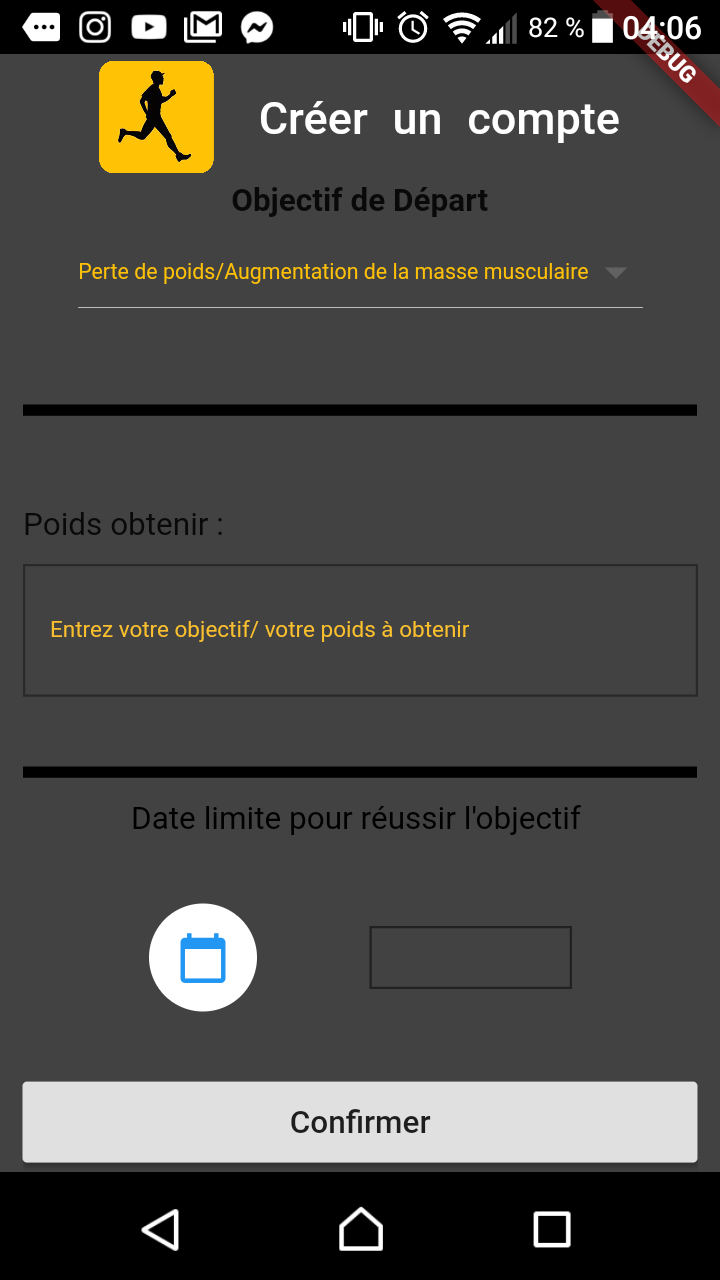 82 % 04:06
DEBUG
Créer un compte
Objectif de Départ
Perte de poids/Augmentation de la masse musculaire
Poids obtenir :
Entrez votre objectif/ votre poids à obtenir
Date limite pour réussir l'objectif
Confirmer